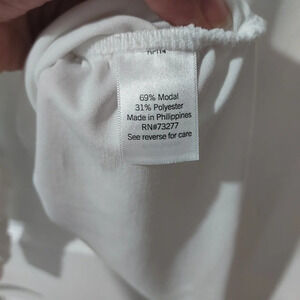 69% Modal
31% Polyester
Made in Philippines
RN#73277
See reverse for care